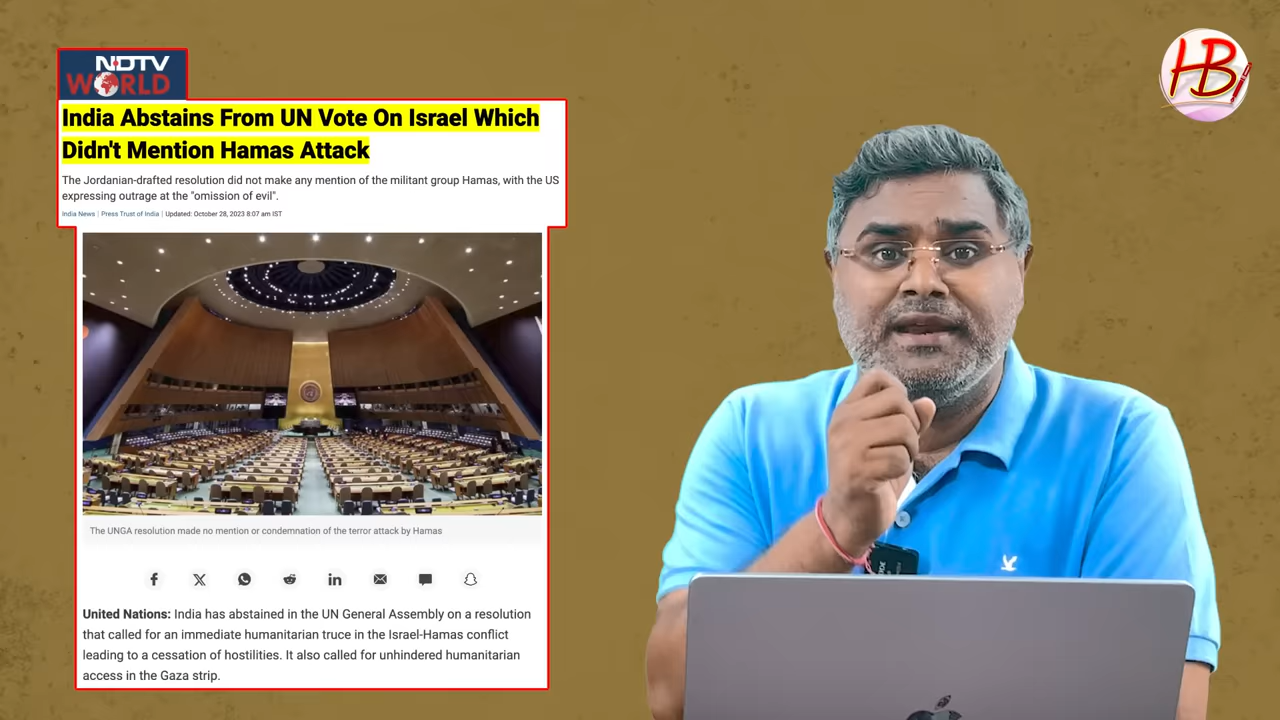 NDTV
WORLD
HB
India Abstains From UN Vote On Israel Which
Didn't Mention Hamas Attack
The Jordanian-drafted resolution did not make any mention of the militant group Hamas, with the US
expressing outrage at the "omission of evil".
India News | Press Trust of India | Updated: October 28, 2023 8:07 am IST
The UNGA resolution made no mention or condemnation of the terror attack by Hamas
United Nations: India has abstained in the UN General Assembly on a resolution
that called for an immediate humanitarian truce in the Israel-Hamas conflict
leading to a cessation of hostilities. It also called for unhindered humanitarian
access in the Gaza strip.